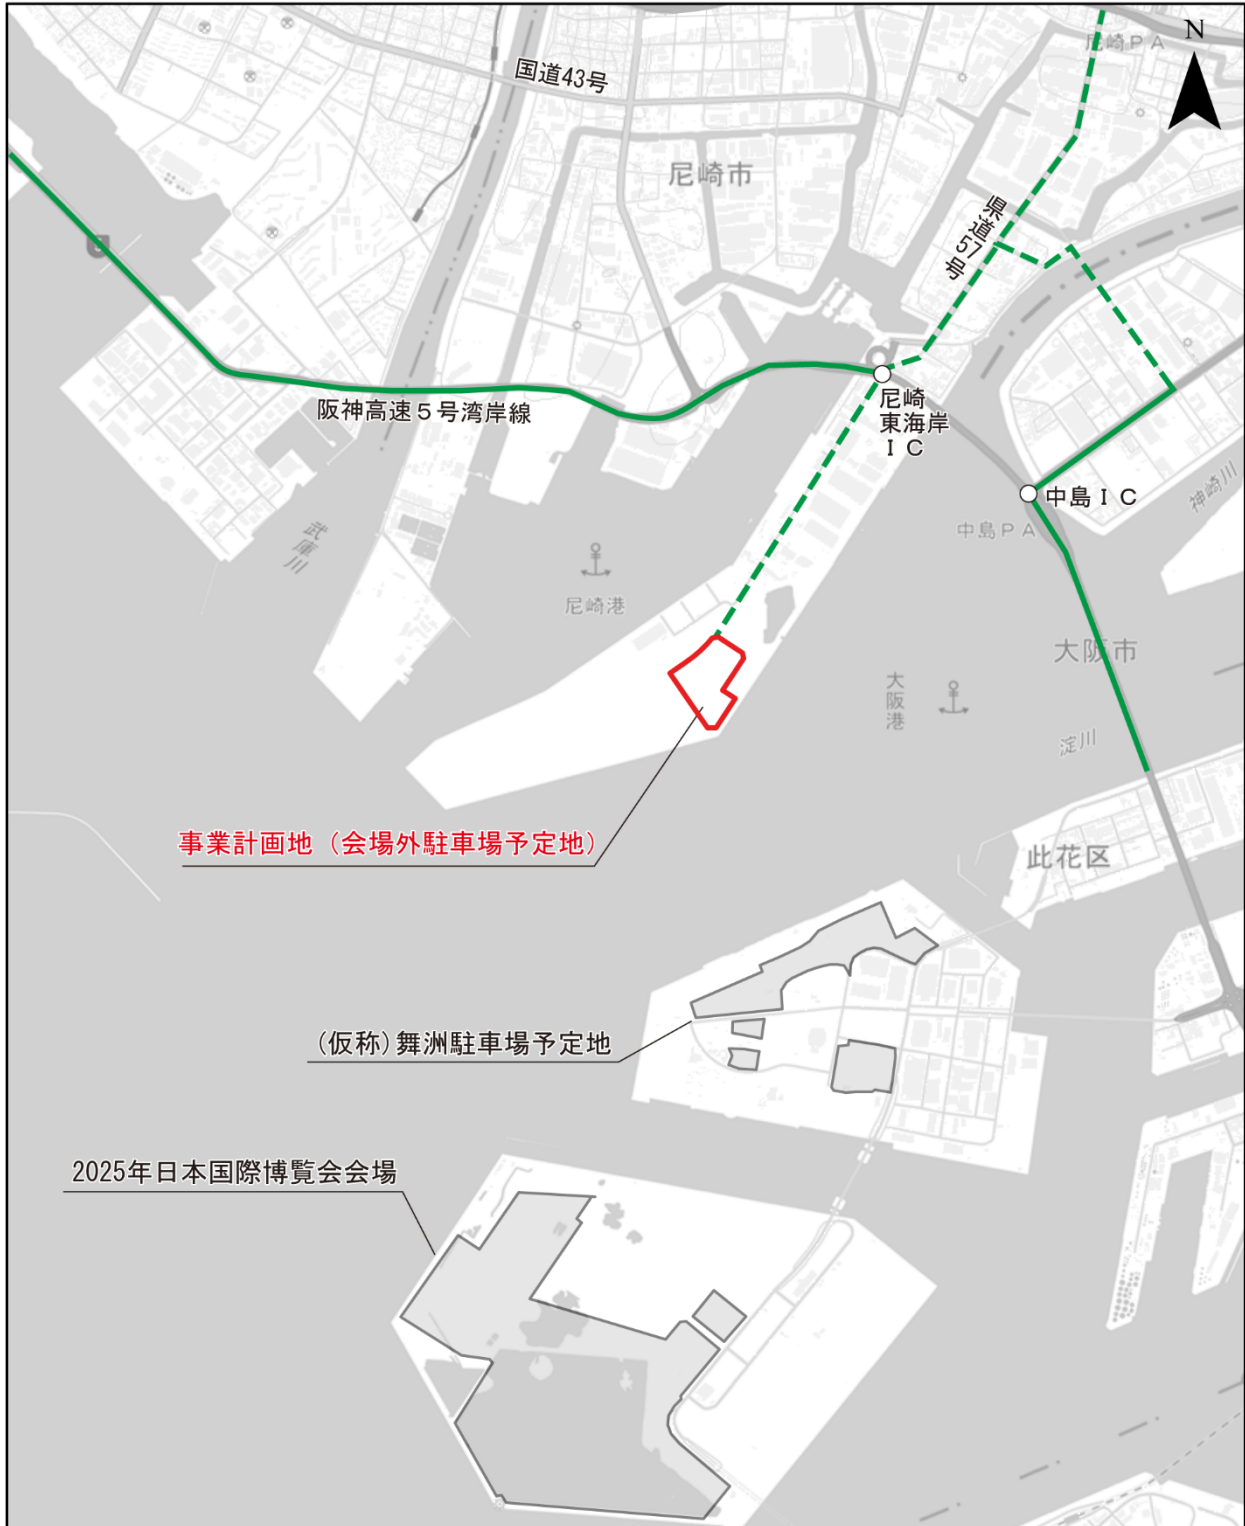 N
尼崎ＰＡ
国道43号
尼崎市
県道57号
5
阪神高速５号湾岸線
尼崎
東海岸
ＩＣ
中島ＩＣ
神崎川
中島ＰＡ
武庫川
尼崎港
大阪市
大阪港
淀川
事業計画地（会場外駐車場予定地）
此花区
(仮称)舞洲駐車場予定地
2025年日本国際博覧会会場